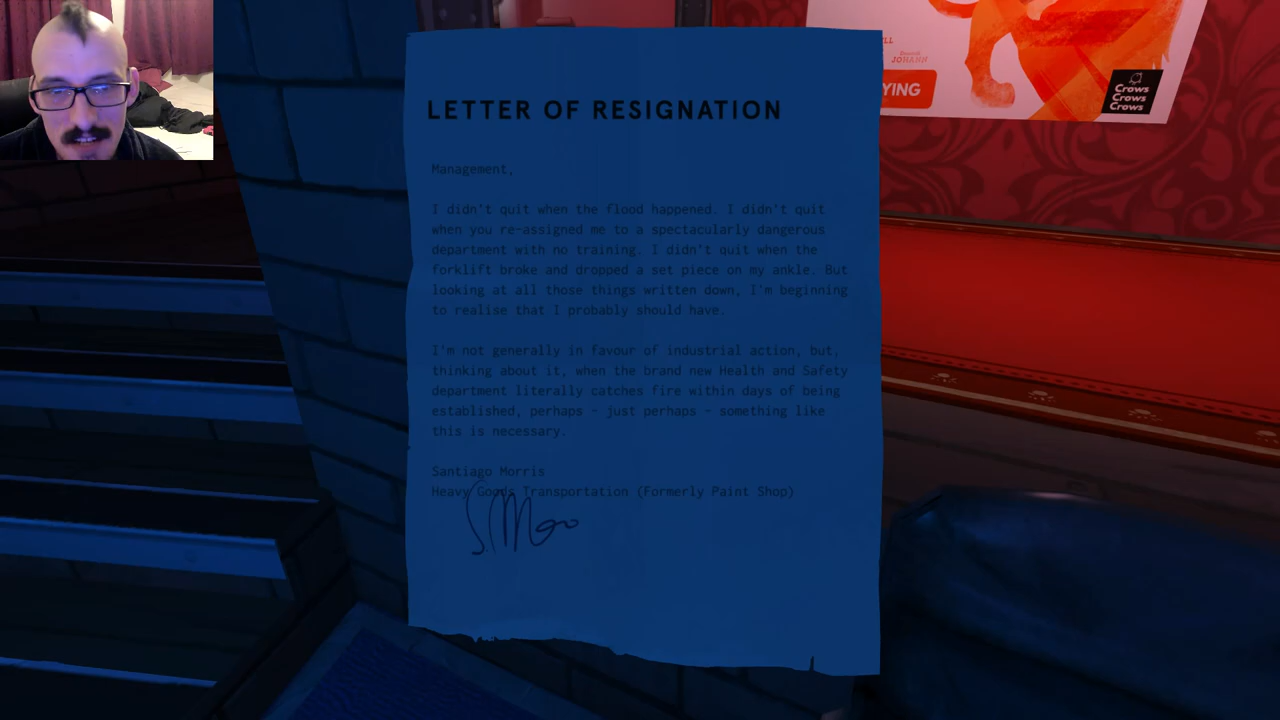 LL
Dominik
JOHANN
YING
Crows
Crows
Crows
LETTER OF RESIGNATION
Management,
I didn't quit when the flood happened. I didn't quit
when you re-assigned me to a spectacularly dangerous
department with no training. I didn't quit when the
forklift broke and dropped a set piece on my ankle. But
looking at all those things written down, I'm beginning
to realise that I probably should have.
I'm not generally in favour of industrial action, but,
thinking about it, when the brand new Health and Safety
department literally catches fire within days of being
established, perhaps - just perhaps - something like
this is necessary.
Santiago Morris
Heavy Goods Transportation (Formerly Paint Shop)